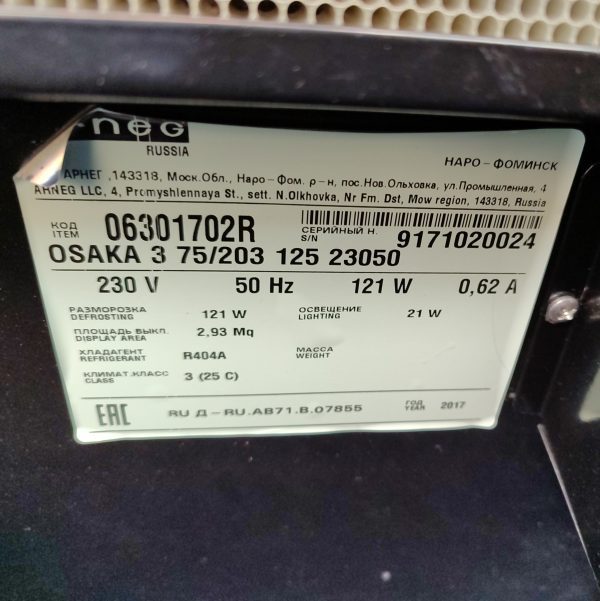 neG
RUSSIA
НАРО-ФОМИНСК
АРНЕГ ,143318, Моск.Обл., Наро-Фом. р-н, пос.Нов.Ольховка, ул.Промышленная, 4
ARNEG LLC, 4, Promyshlennaya St., sett. N.Olkhovka, Nr Fm. Dst, Mow region, 143318, Russia
КОД
ITEM
06301702R
СЕРИЙНЫЙ Н.
S/N
9171020024
OSAKA 3 75/203 125 23050
230 V 50 Hz 121 W 0,62 A
РАЗМОРОЗКА
DEFROSTING
121 W
ОСВЕЩЕНИЕ
LIGHTING
21 W
ПЛОЩАДЬ ВЫКЛ.
DISPLAY AREA
2,93 Mq
ХЛАДАГЕНТ
REFRIGERANT
R404A
МАССА
WEIGHT
КЛИМАТ.КЛАСС
CLASS
3 (25 C)
EAC
RU Д-RU.АВ71.В.07855
ГОД
YEAR
2017